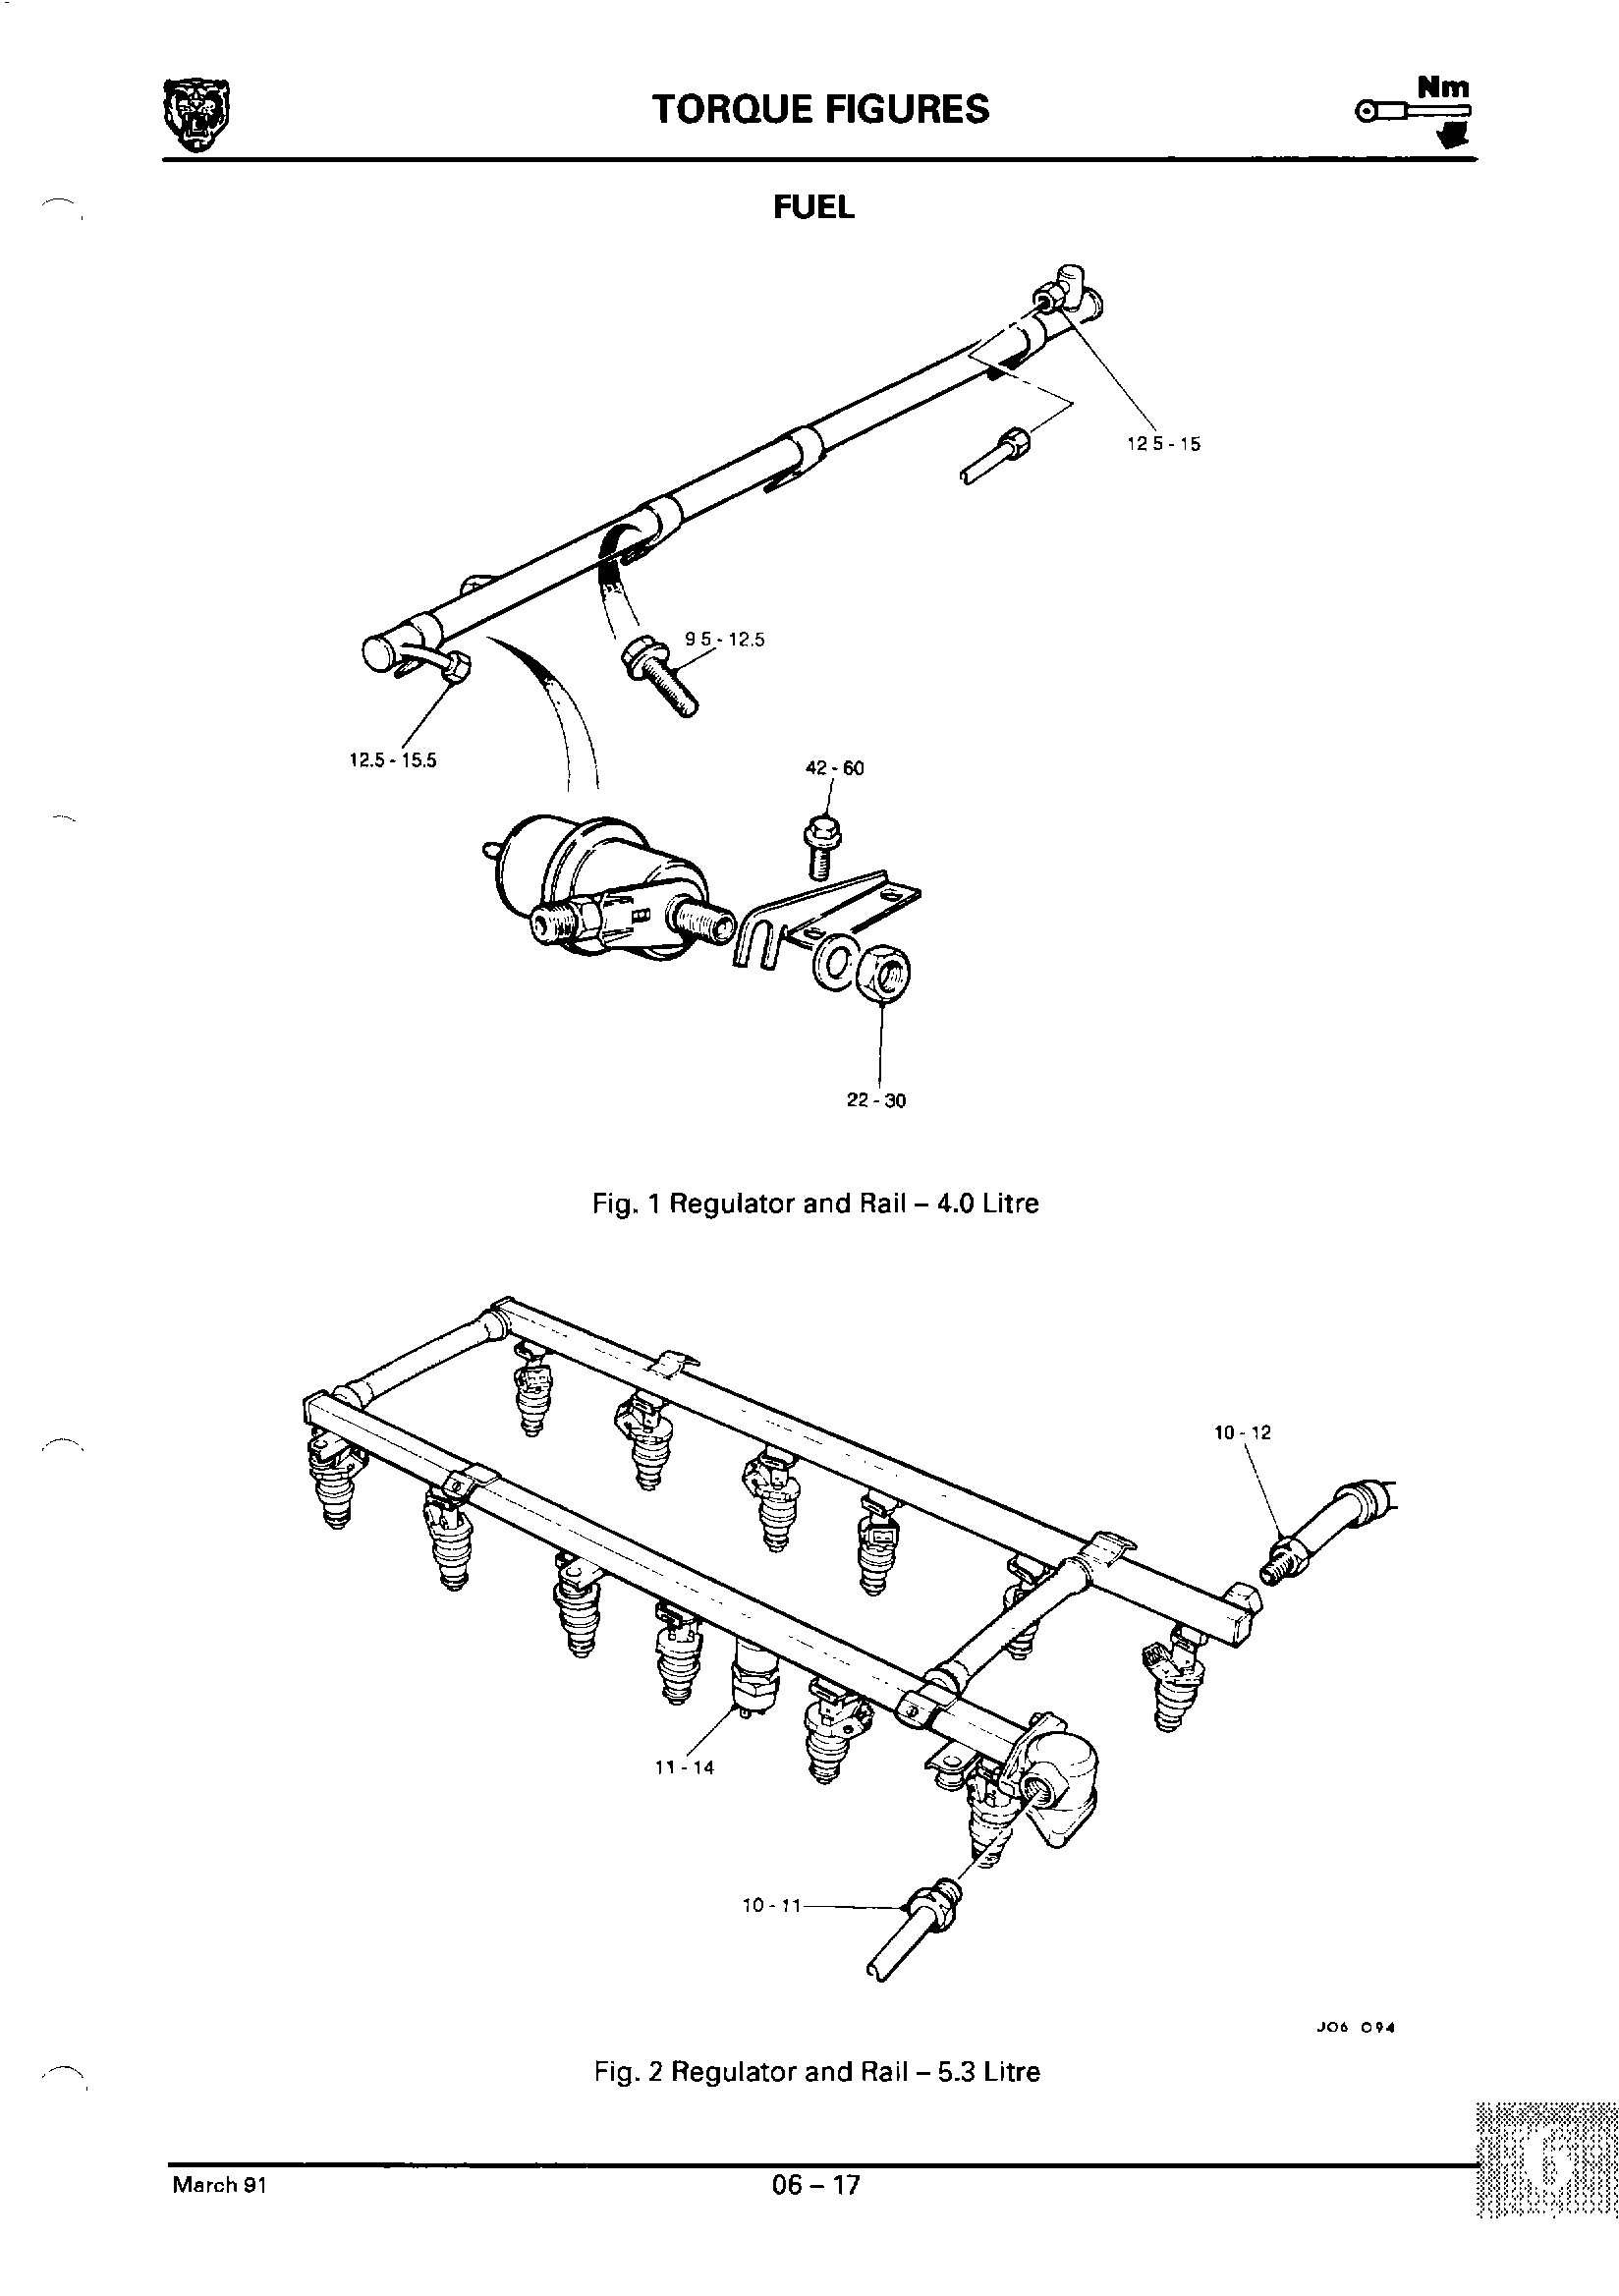 TORQUE FIGURES
Nm
FUEL
12 5 - 15
9 5 - 12.5
12.5 - 15.5
42 - 60
22 - 30
Fig. 1 Regulator and Rail – 4.0 Litre
10 - 12
11 - 14
10 - 11
J06 094
Fig. 2 Regulator and Rail – 5.3 Litre
6
March 91
06 – 17